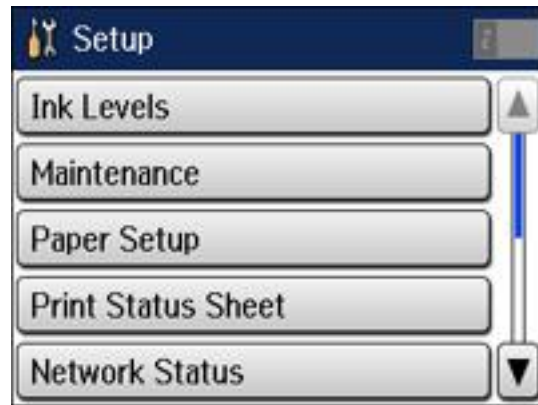 Setup
Ink Levels
Maintenance
Paper Setup
Print Status Sheet
Network Status